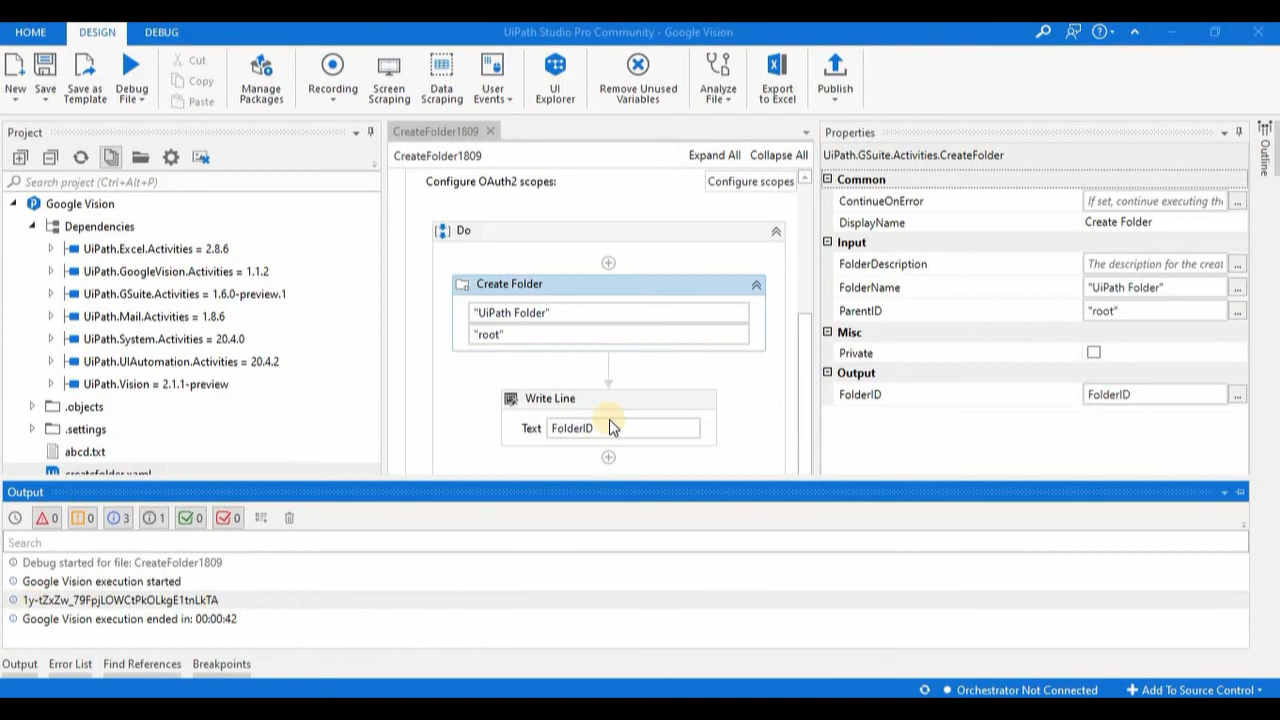 HOME DESIGN DEBUG UiPath Studio Pro Community - Google Vision
New Save Save as Template Debug File Cut Copy Paste Manage Packages Recording Screen Scraping Data Scraping User Events UI Explorer Remove Unused Variables Analyze File Export to Excel Publish
Project
Search project (Ctrl+Alt+P)
Google Vision
Dependencies
UiPath.Excel.Activities = 2.8.6
UiPath.GoogleVision.Activities = 1.1.2
UiPath.GSuite.Activities = 1.6.0-preview.1
UiPath.Mail.Activities = 1.8.6
UiPath.System.Activities = 20.4.0
UiPath.UIAutomation.Activities = 20.4.2
UiPath.Vision = 2.1.1-preview
.objects
.settings
abcd.txt
createfolder.xaml
CreateFolder1809
CreateFolder1809 Expand All Collapse All
Configure OAuth2 scopes: Configure scopes
Do
Create Folder
"UiPath Folder"
"root"
Write Line
Text FolderID
Properties
UiPath.GSuite.Activities.CreateFolder
Common
ContinueOnError If set, continue executing th ...
DisplayName Create Folder
Input
FolderDescription The description for the creat ...
FolderName "UiPath Folder" ...
ParentID "root" ...
Misc
Private
Output
FolderID FolderID ...
Outline
Output
0 0 3 1 0 0
Search
Debug started for file: CreateFolder1809
Google Vision execution started
1y-tZxZw_79FpjLOWCtPkOLkgE1tnLkTA
Google Vision execution ended in: 00:00:42
Output Error List Find References Breakpoints
Orchestrator Not Connected Add To Source Control